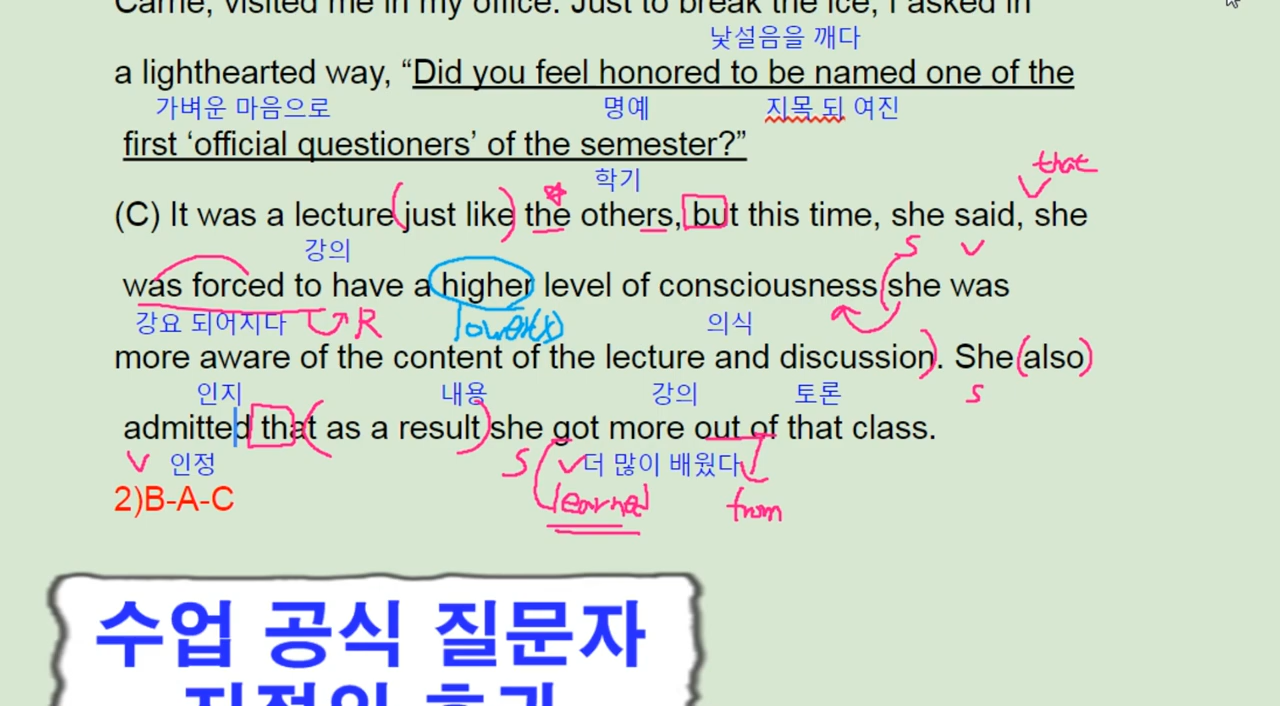 Carrie, visited me in my office. Just to break the ice, I asked in
낯설음을 깨다
a lighthearted way, “Did you feel honored to be named one of the
가벼운 마음으로 명예 지목 되 여진
first ‘official questioners’ of the semester?”
학기 that
(C) It was a lecture (just like) the others, but this time, she said, she
강의 s v
was forced to have a higher level of consciousness she was
강요 되어지다 R lower(x) 의식
more aware of the content of the lecture and discussion). She (also)
인지 내용 강의 토론 s
admitted that (as a result) she got more out of that class.
v 인정 S v 더 많이 배웠다
2)B-A-C learned from
수업 공식 질문자
지정의 효과